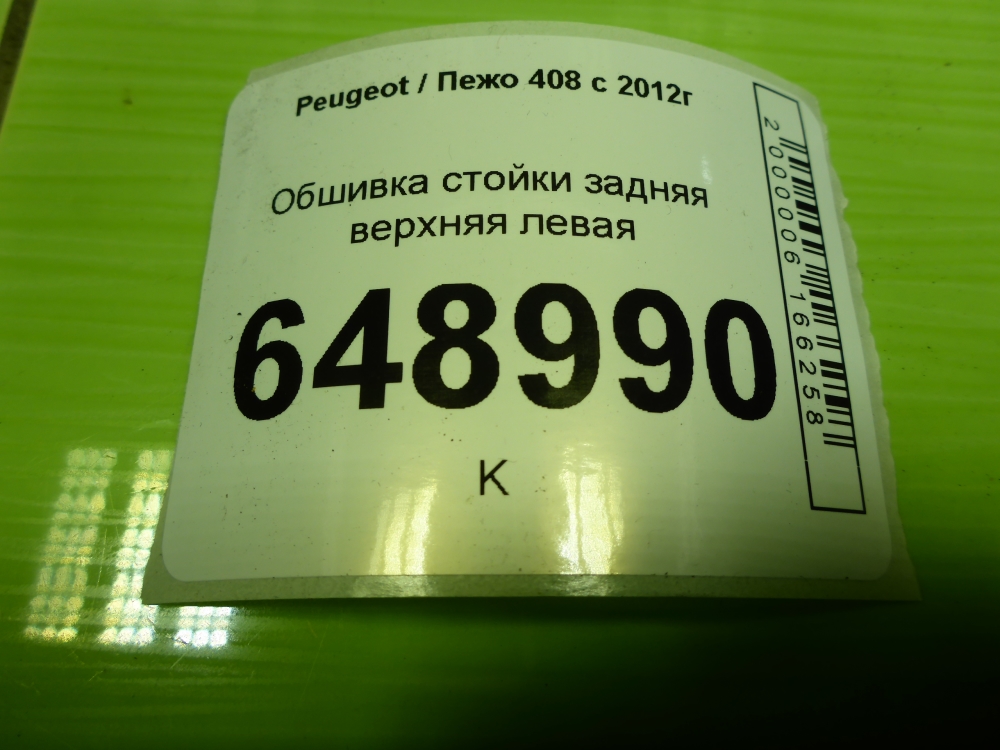 Peugeot / Пежо 408 с 2012г
Обшивка стойки задняя
верхняя левая
648990
К
2000006166258